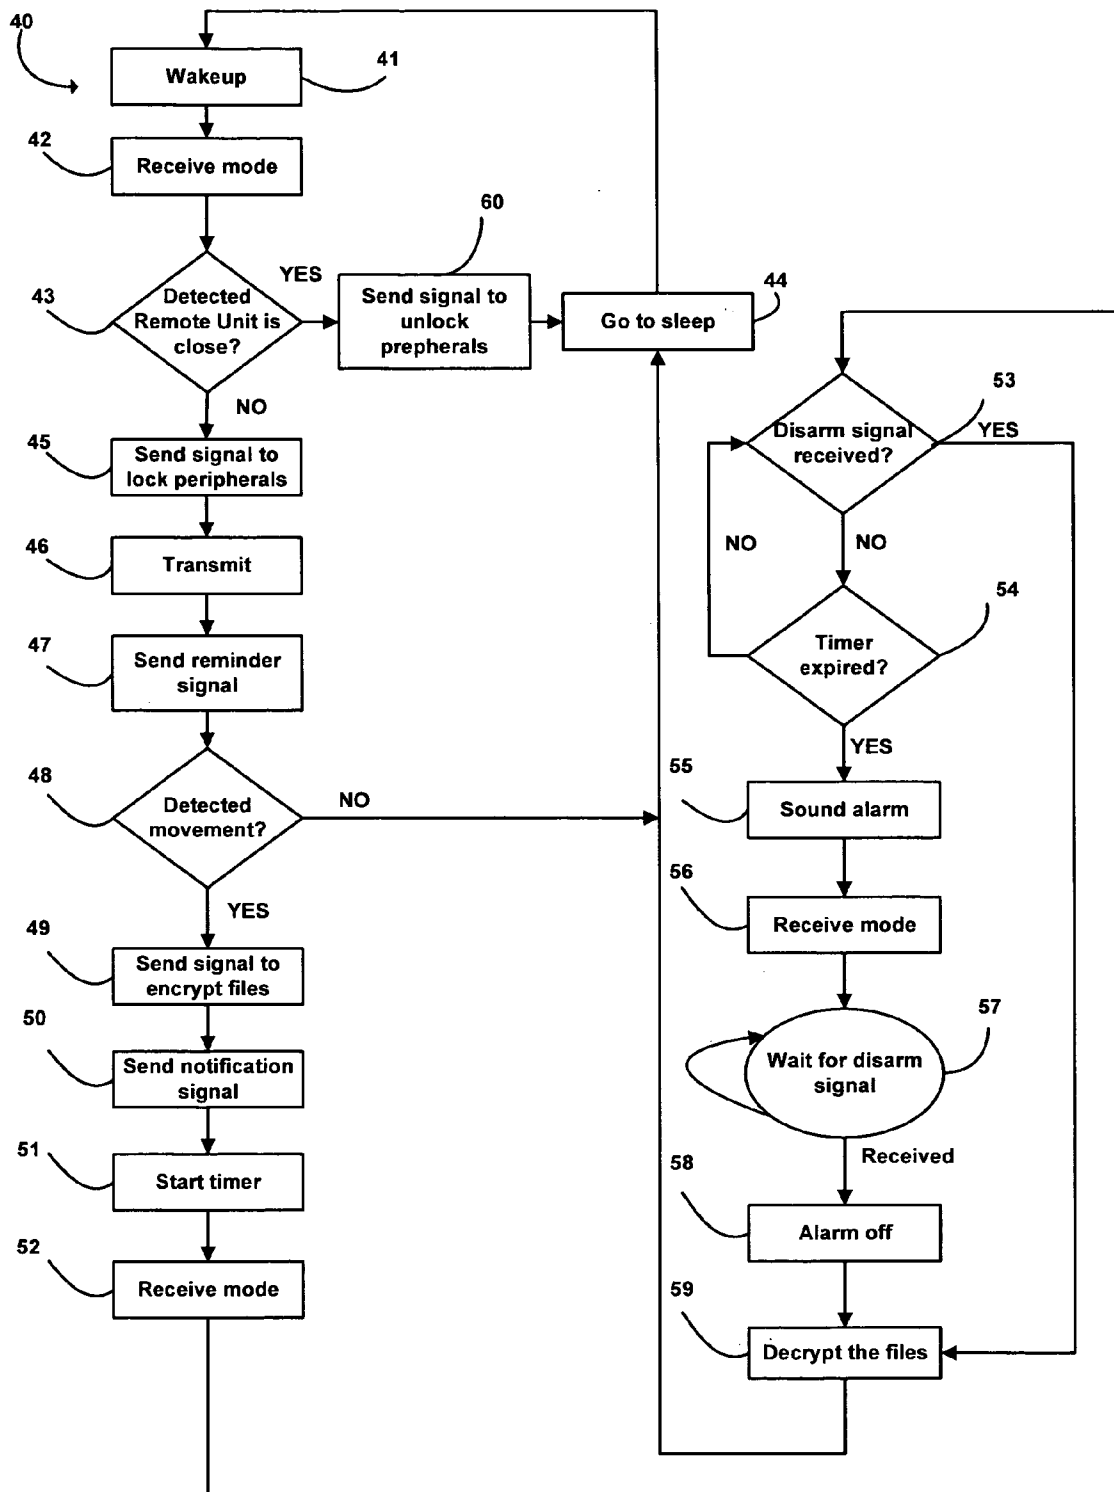 40
Wakeup
41
42
Receive mode
60
43
Detected
Remote Unit is
close?
YES
Send signal to
unlock
prepherals
Go to sleep
44
NO
45
Send signal to
lock peripherals
46
Transmit
47
Send reminder
signal
48
Detected
movement?
NO
YES
49
Send signal to
encrypt files
50
Send notification
signal
51
Start timer
52
Receive mode
53
Disarm signal
received?
YES
NO
NO
54
Timer
expired?
YES
55
Sound alarm
56
Receive mode
57
Wait for disarm
signal
Received
58
Alarm off
59
Decrypt the files